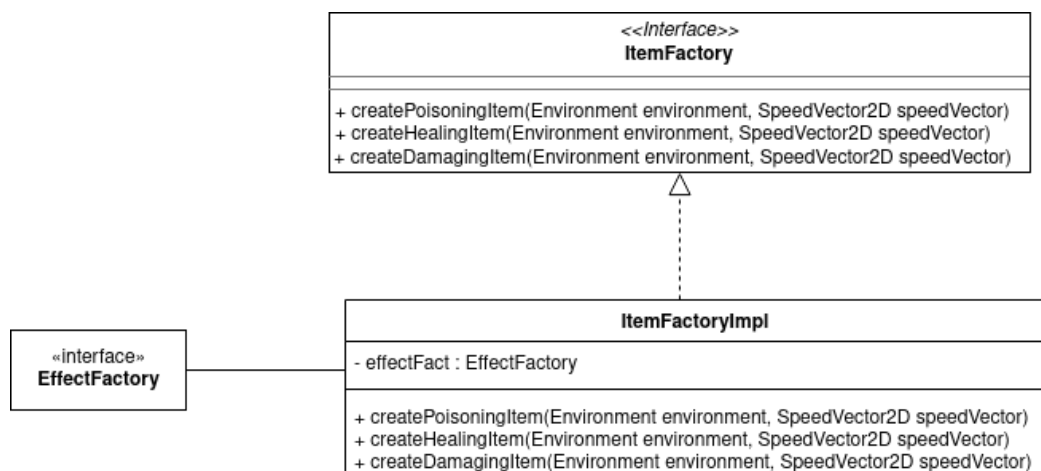 <<Interface>>
ItemFactory
+ createPoisoningItem(Environment environment, SpeedVector2D speedVector)
+ createHealingItem(Environment environment, SpeedVector2D speedVector)
+ createDamagingItem(Environment environment, SpeedVector2D speedVector)
«interface»
EffectFactory
ItemFactoryImpl
- effectFact : EffectFactory
+ createPoisoningItem(Environment environment, SpeedVector2D speedVector)
+ createHealingItem(Environment environment, SpeedVector2D speedVector)
+ createDamagingItem(Environment environment, SpeedVector2D speedVector)